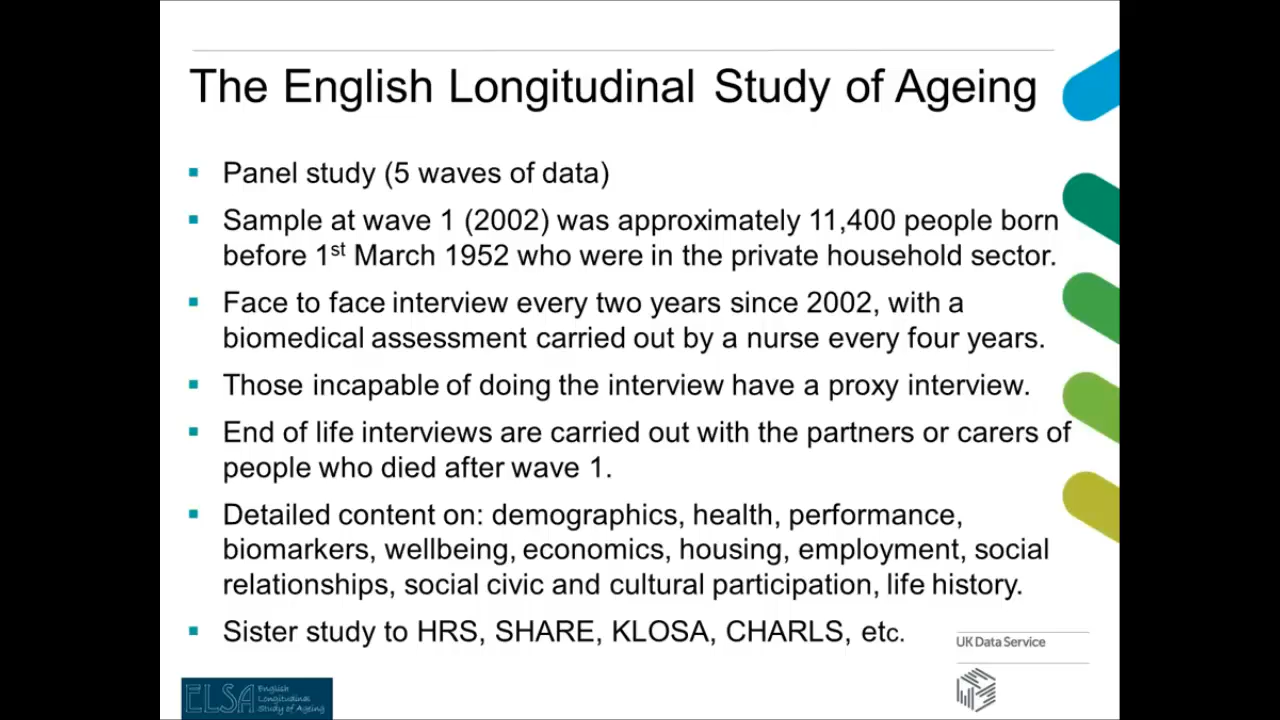 The English Longitudinal Study of Ageing
▪ Panel study (5 waves of data)
▪ Sample at wave 1 (2002) was approximately 11,400 people born
before 1st March 1952 who were in the private household sector.
▪ Face to face interview every two years since 2002, with a
biomedical assessment carried out by a nurse every four years.
▪ Those incapable of doing the interview have a proxy interview.
▪ End of life interviews are carried out with the partners or carers of
people who died after wave 1.
▪ Detailed content on: demographics, health, performance,
biomarkers, wellbeing, economics, housing, employment, social
relationships, social civic and cultural participation, life history.
▪ Sister study to HRS, SHARE, KLOSA, CHARLS, etc.
UK Data Service
ELSA
English
Longitudinal
Study of Ageing